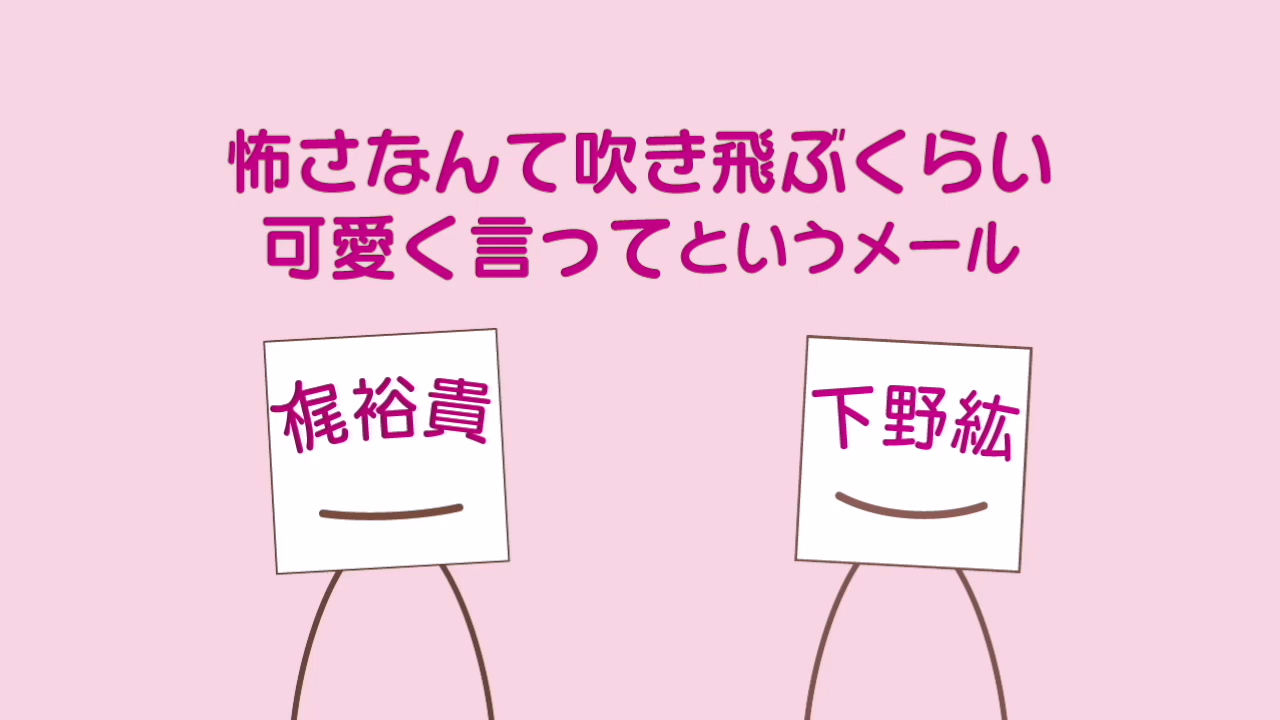 怖さなんて吹き飛ぶくらい
可愛く言ってというメール
梶裕貴
下野紘